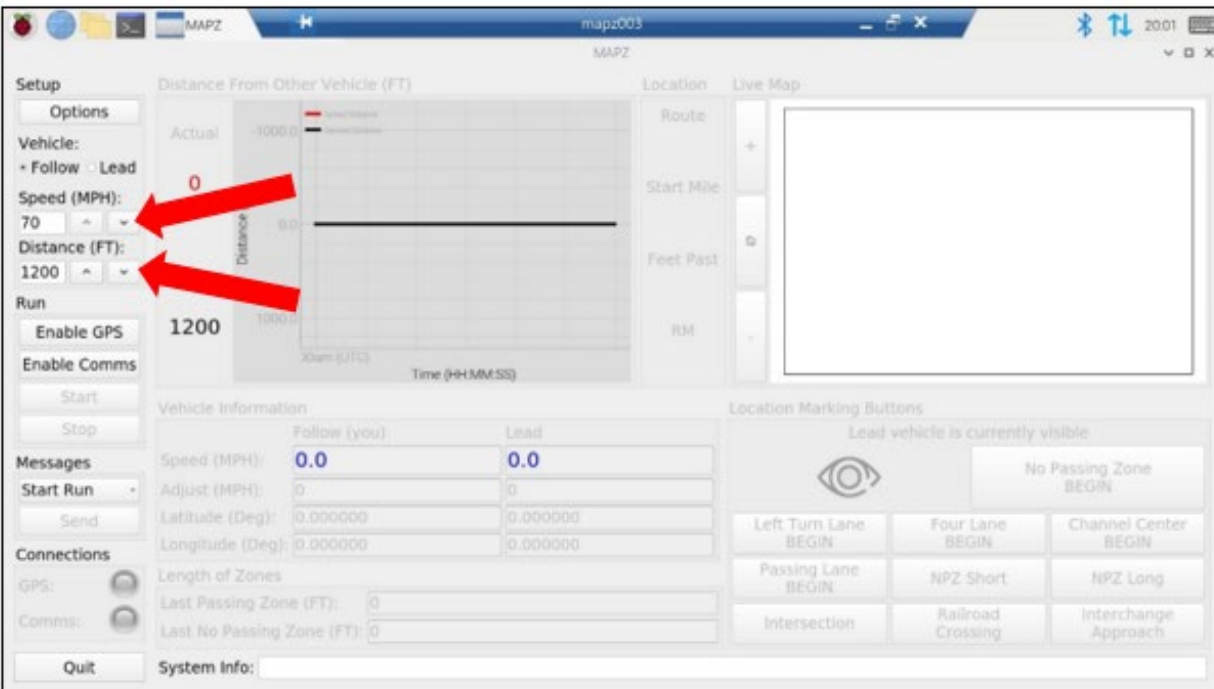 MAPZ
mapz003
20:01
MAPZ
Setup
Options
Vehicle:
Follow Lead
Speed (MPH):
70
Distance (FT):
1200
Run
Enable GPS
Enable Comms
Start
Stop
Messages
Start Run
Send
Connections
GPS:
Comms:
Quit
Distance From Other Vehicle (FT)
Actual
0
1200
-1000.0
0.0
1000.0
Distance
Time (HH:MM:SS)
Location
Route
Start Mile
Feet Past
RM
Live Map
+
-
Vehicle Information
Follow (you) Lead
Speed (MPH): 0.0 0.0
Adjust (MPH): 0 0
Latitude (Deg): 0.000000 0.000000
Longitude (Deg): 0.000000 0.000000
Length of Zones
Last Passing Zone (FT): 0
Last No Passing Zone (FT): 0
Location Marking Buttons
Lead vehicle is currently visible
No Passing Zone
BEGIN
Left Turn Lane
BEGIN
Four Lane
BEGIN
Channel Center
BEGIN
Passing Lane
BEGIN
NPZ Short
NPZ Long
Intersection
Railroad
Crossing
Interchange
Approach
System Info: